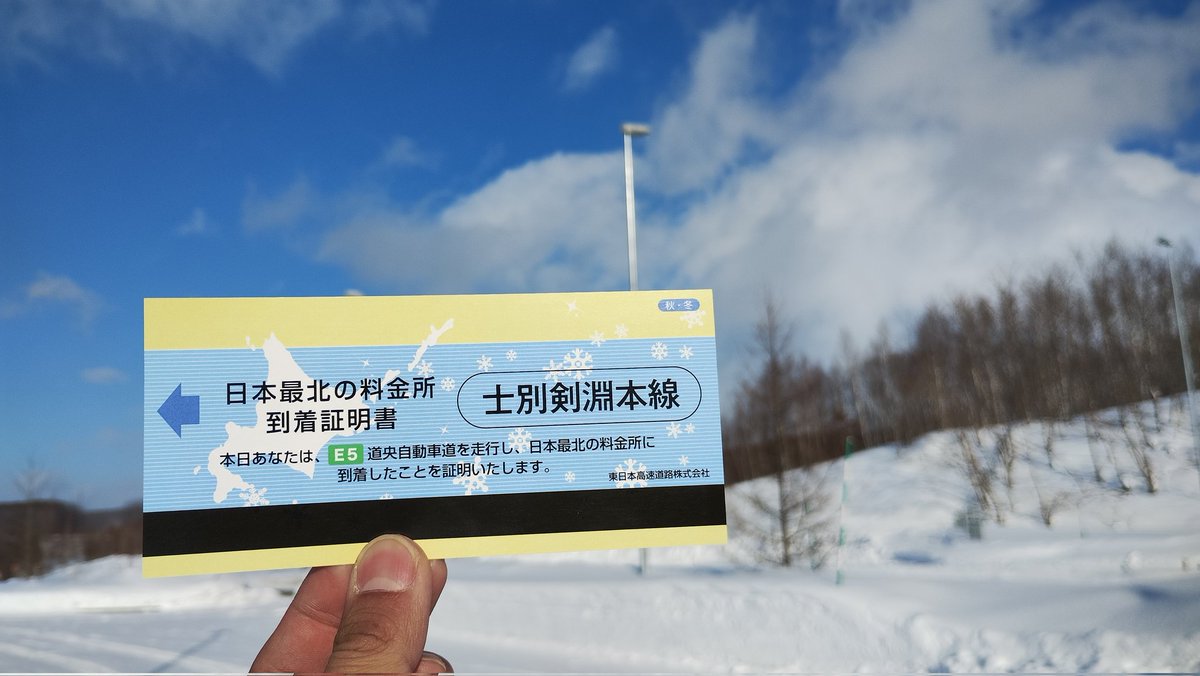 秋・冬
日本最北の料金所
到着証明書
士別剣淵本線
本日あなたは、E5 道央自動車道を走行し、日本最北の料金所に
到着したことを証明いたします。
東日本高速道路株式会社